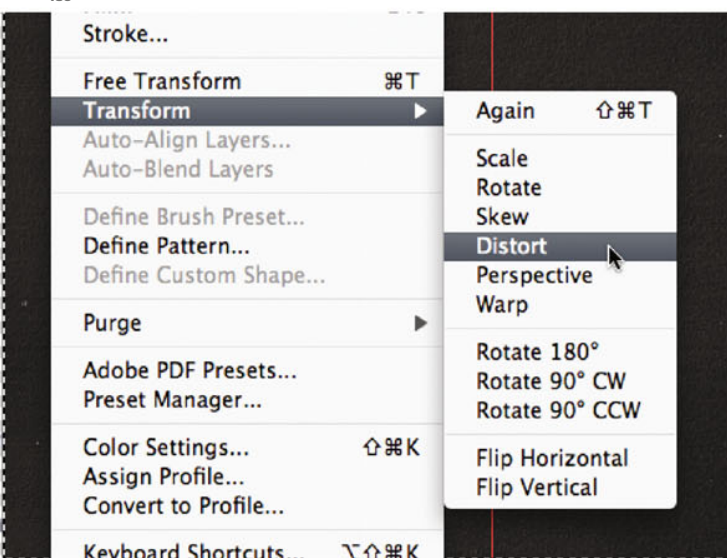 Stroke...
Free Transform ⌘T
Transform ▶
Auto-Align Layers...
Auto-Blend Layers
Define Brush Preset...
Define Pattern...
Define Custom Shape...
Purge ▶
Adobe PDF Presets...
Preset Manager...
Color Settings... ⇧⌘K
Assign Profile...
Convert to Profile...
Keyboard Shortcuts... ⌥⇧⌘K
Again ⇧⌘T
Scale
Rotate
Skew
Distort
Perspective
Warp
Rotate 180°
Rotate 90° CW
Rotate 90° CCW
Flip Horizontal
Flip Vertical